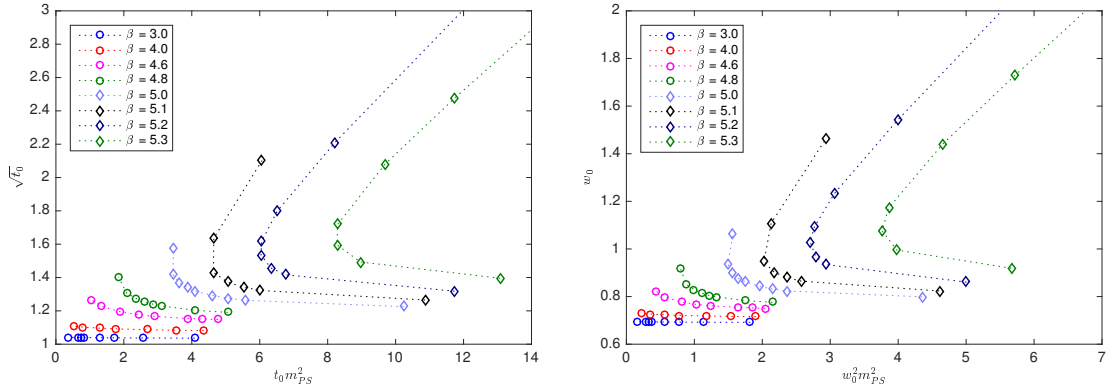 3
2.8
2.6
2.4
2.2
2
1.8
1.6
1.4
1.2
1
√t₀
0 2 4 6 8 10 12 14
t₀m²_PS
β = 3.0
β = 4.0
β = 4.6
β = 4.8
β = 5.0
β = 5.1
β = 5.2
β = 5.3
2
1.8
1.6
1.4
1.2
1
0.8
0.6
w₀
0 1 2 3 4 5 6 7
w₀²m²_PS
β = 3.0
β = 4.0
β = 4.6
β = 4.8
β = 5.0
β = 5.1
β = 5.2
β = 5.3